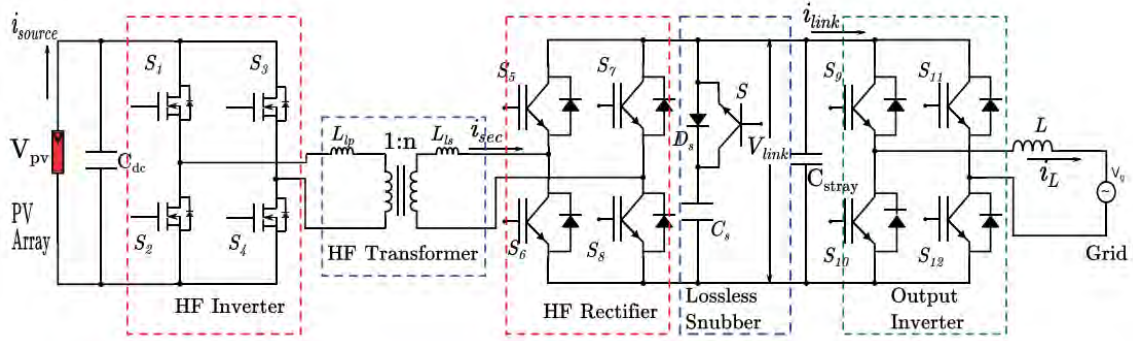 i_source
V_pv
PV
Array
C_dc
S_1
S_3
S_2
S_4
HF Inverter
L_lp
1:n
L_ls
i_sec
HF Transformer
S_5
S_7
S_6
S_8
HF Rectifier
D_s
S
C_s
V_link
Lossless
Snubber
i_link
C_stray
S_9
S_11
S_10
S_12
Output
Inverter
L
i_L
V_g
Grid